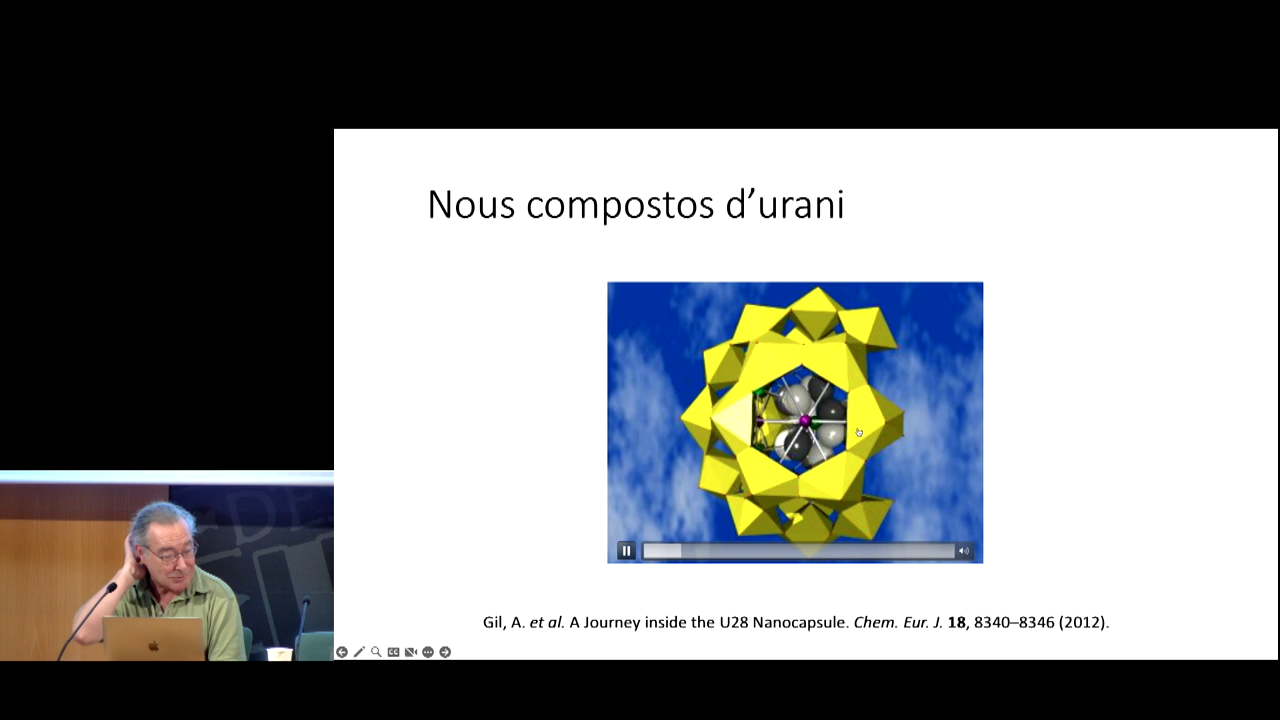 Nous compostos d’urani
Gil, A. et al. A Journey inside the U28 Nanocapsule. Chem. Eur. J. 18, 8340–8346 (2012).